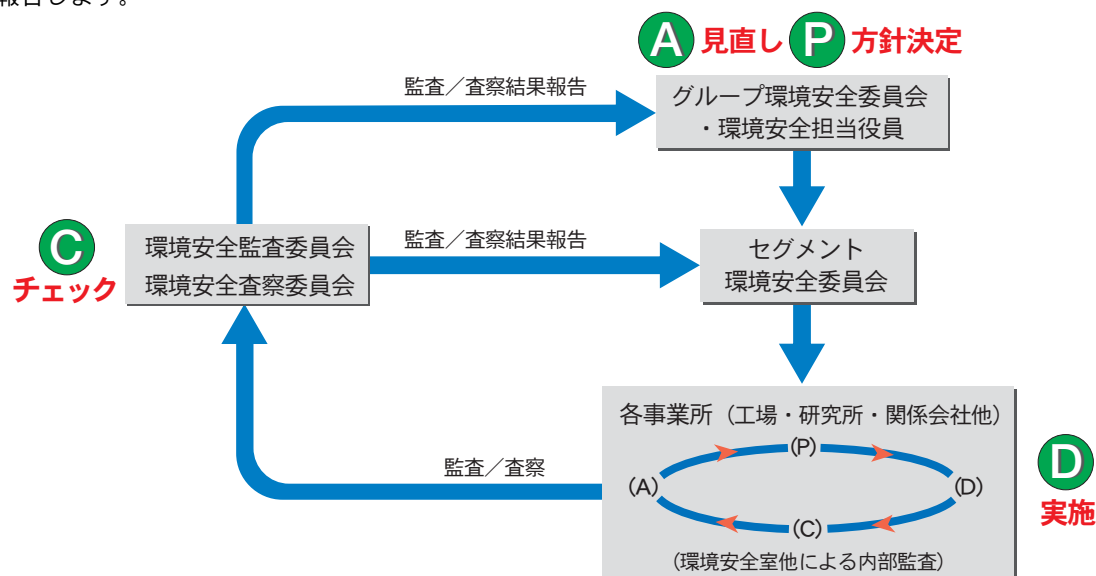 報告します。
A 見直し P 方針決定
監査／査察結果報告
グループ環境安全委員会
・環境安全担当役員
C
チェック
環境安全監査委員会
環境安全査察委員会
監査／査察結果報告
セグメント
環境安全委員会
監査／査察
各事業所（工場・研究所・関係会社他）
(P)
(A)
(D)
(C)
（環境安全室他による内部監査）
D
実施